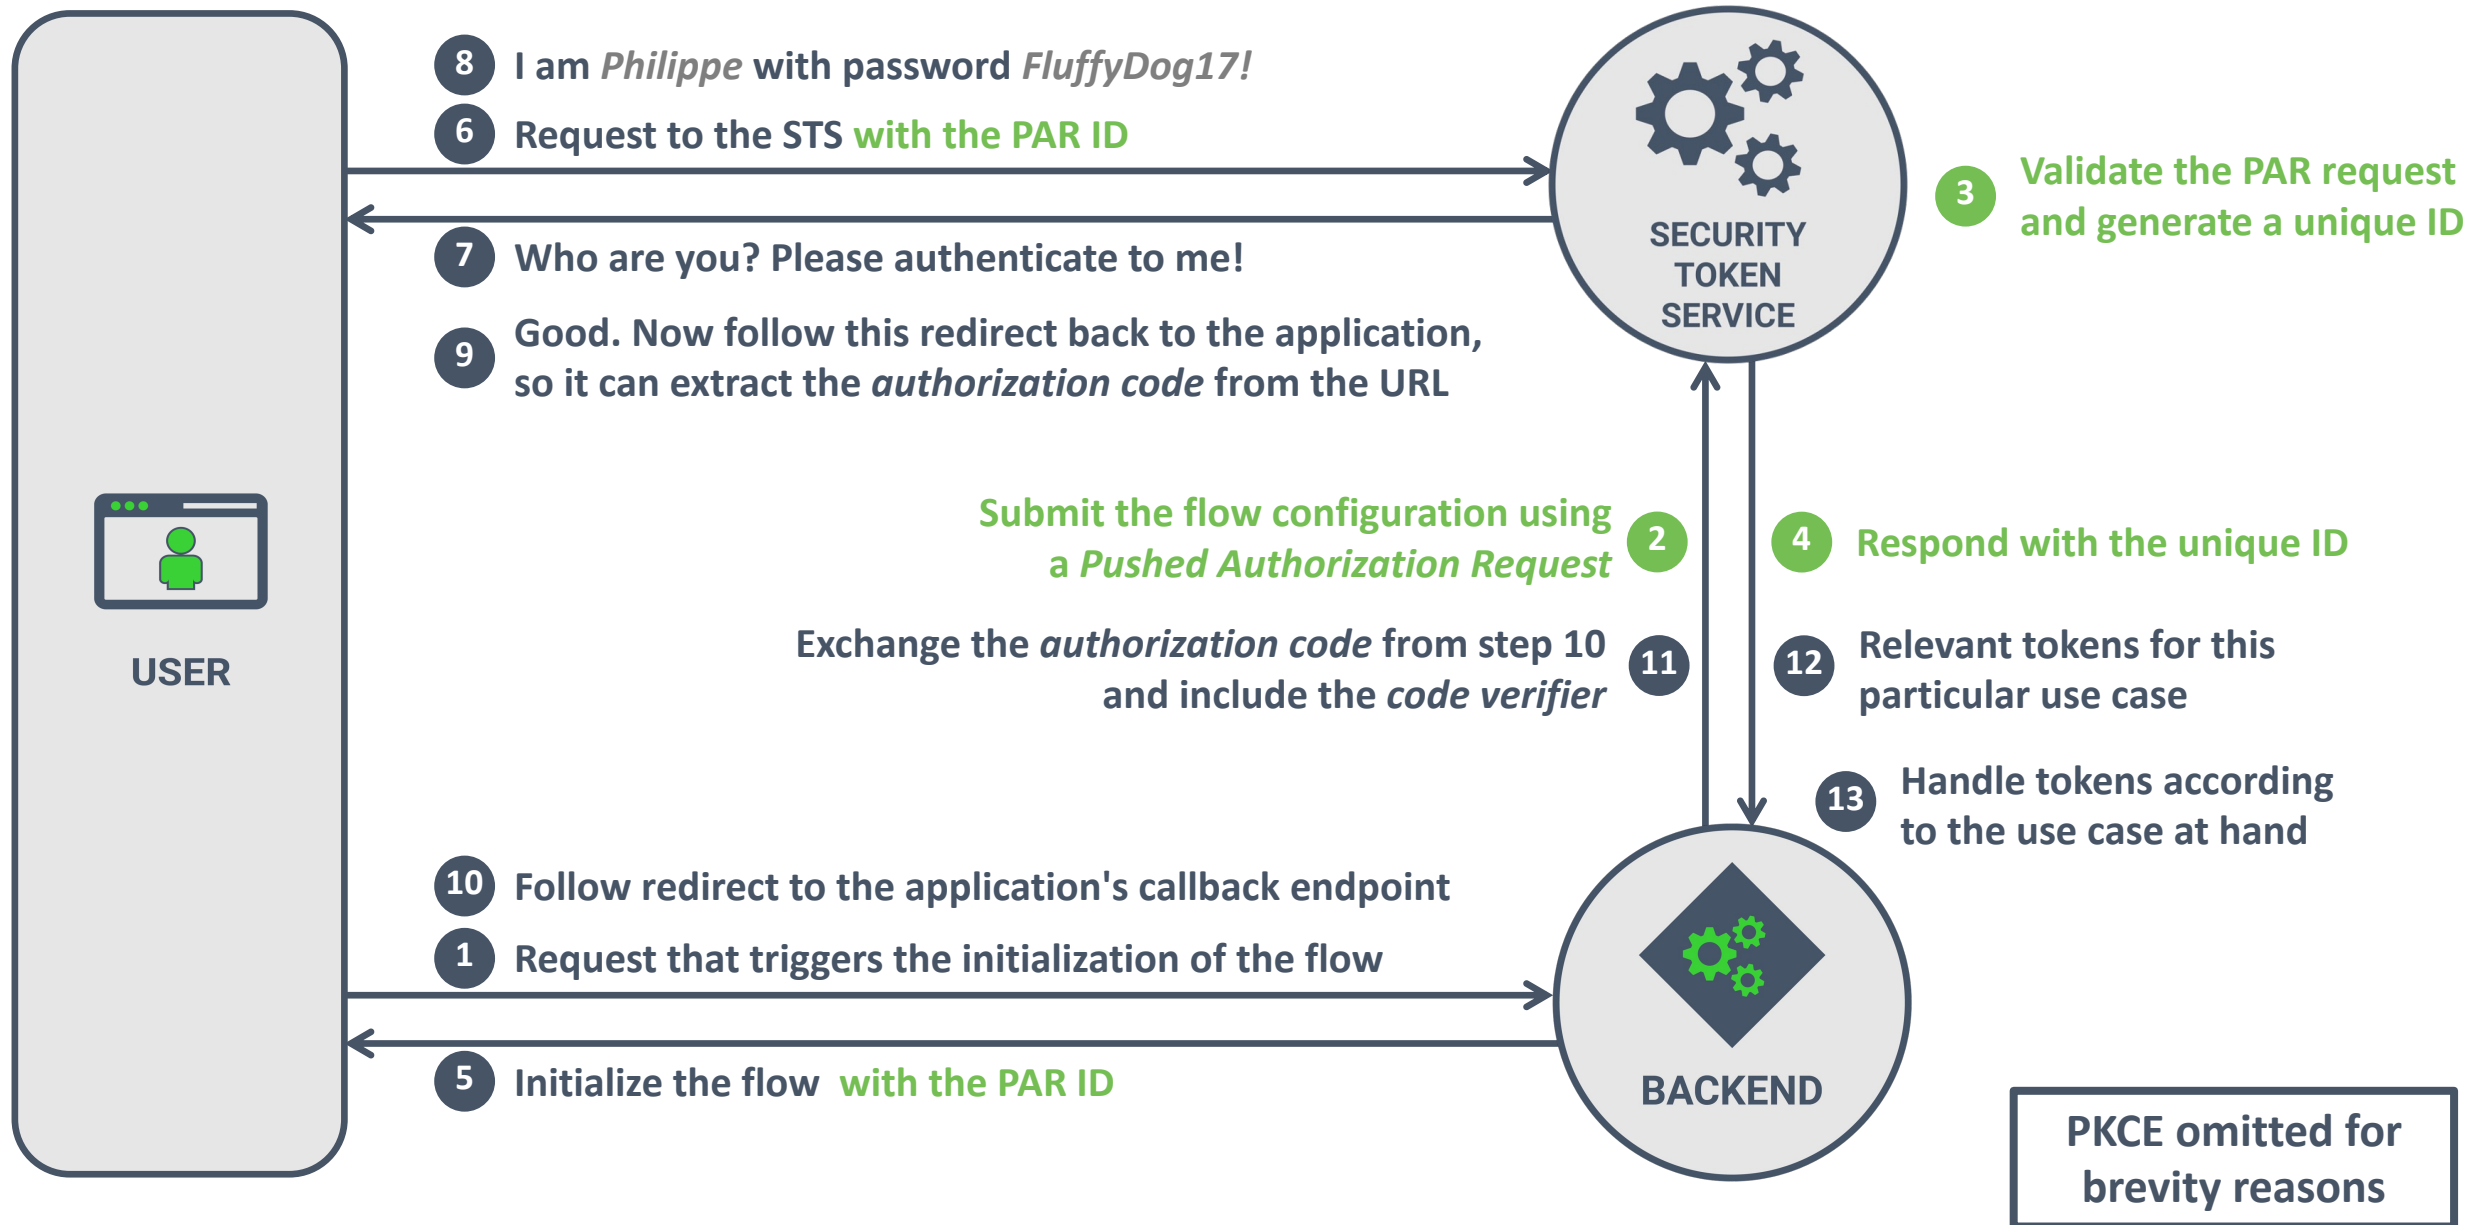 8 I am Philippe with password FluffyDog17!
6 Request to the STS with the PAR ID
7 Who are you? Please authenticate to me!
9 Good. Now follow this redirect back to the application,
so it can extract the authorization code from the URL
SECURITY
TOKEN
SERVICE
3 Validate the PAR request
and generate a unique ID
Submit the flow configuration using
a Pushed Authorization Request 2
4 Respond with the unique ID
Exchange the authorization code from step 10
and include the code verifier 11
12 Relevant tokens for this
particular use case
13 Handle tokens according
to the use case at hand
USER
10 Follow redirect to the application's callback endpoint
1 Request that triggers the initialization of the flow
5 Initialize the flow with the PAR ID
BACKEND
PKCE omitted for
brevity reasons